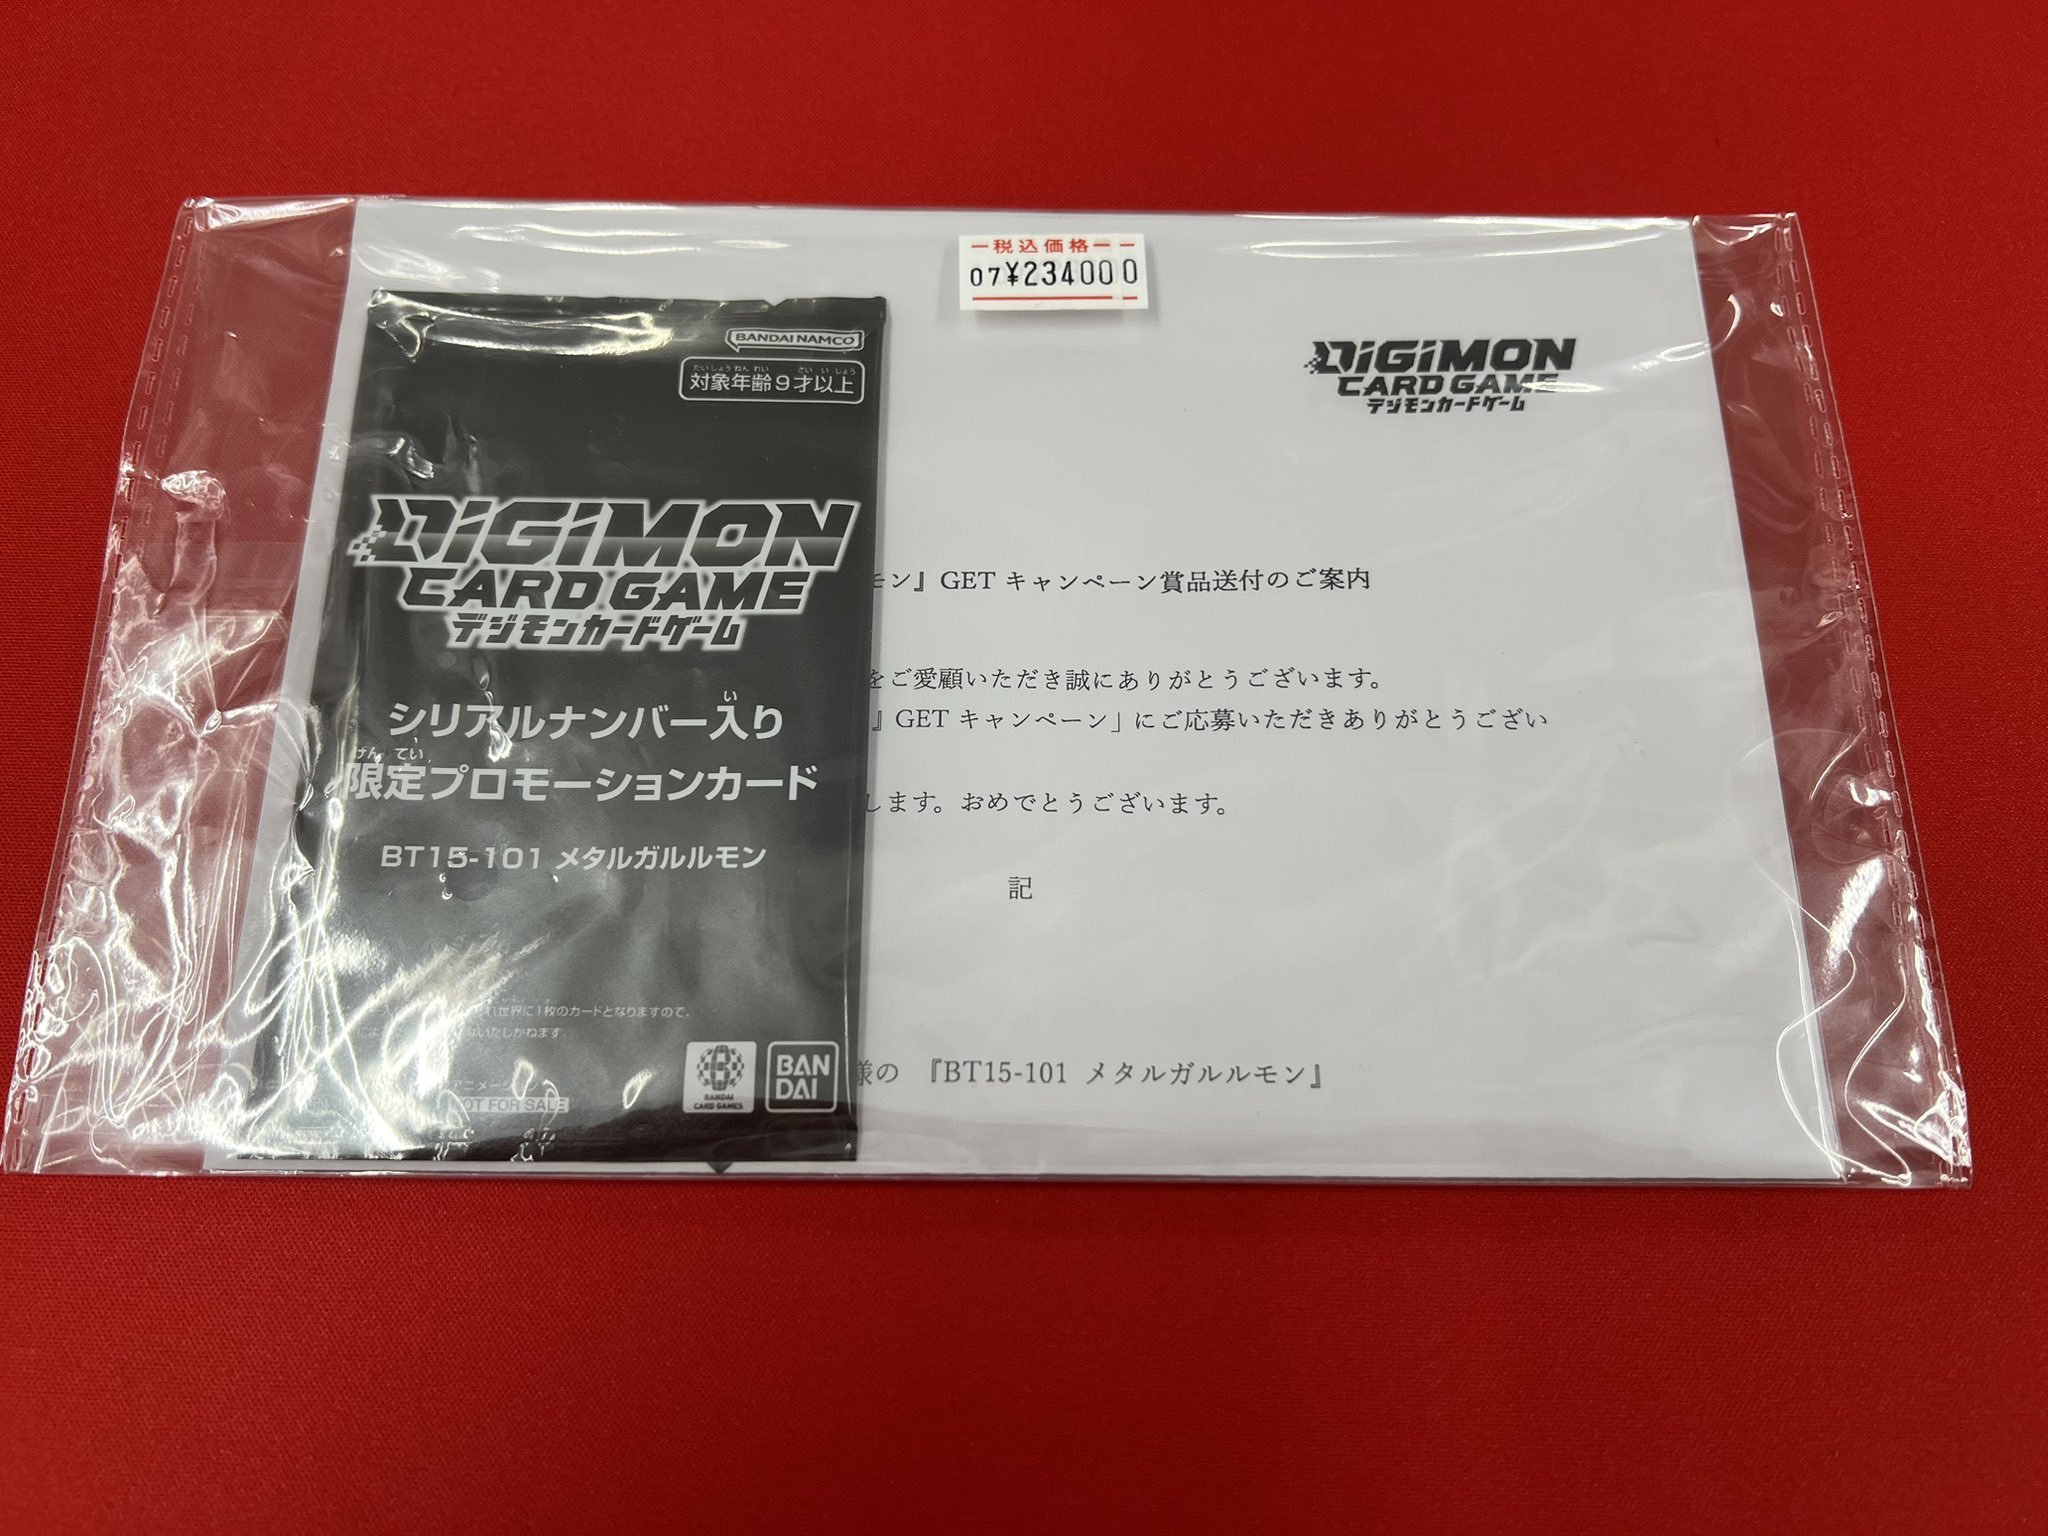 税込価格
07¥234000 0
BANDAI NAMCO
たいしょうねんれい さいいじょう
対象年齢9才以上
DIGIMON
CARD GAME
デジモンカードゲーム
い
シリアルナンバー入り
げんてい
限定プロモーションカード
BT15-101 メタルガルルモン
世界に1枚のカードとなりますので、
いたしかねます。
NOT FOR SALE
BANDAI
CARD GAMES
BAN
DAI
DIGIMON
CARD GAME
デジモンカードゲーム
モン』GET キャンペーン賞品送付のご案内
をご愛顧いただき誠にありがとうございます。
』GET キャンペーン」にご応募いただきありがとうござい
します。おめでとうございます。
記
様の 『BT15-101 メタルガルルモン』